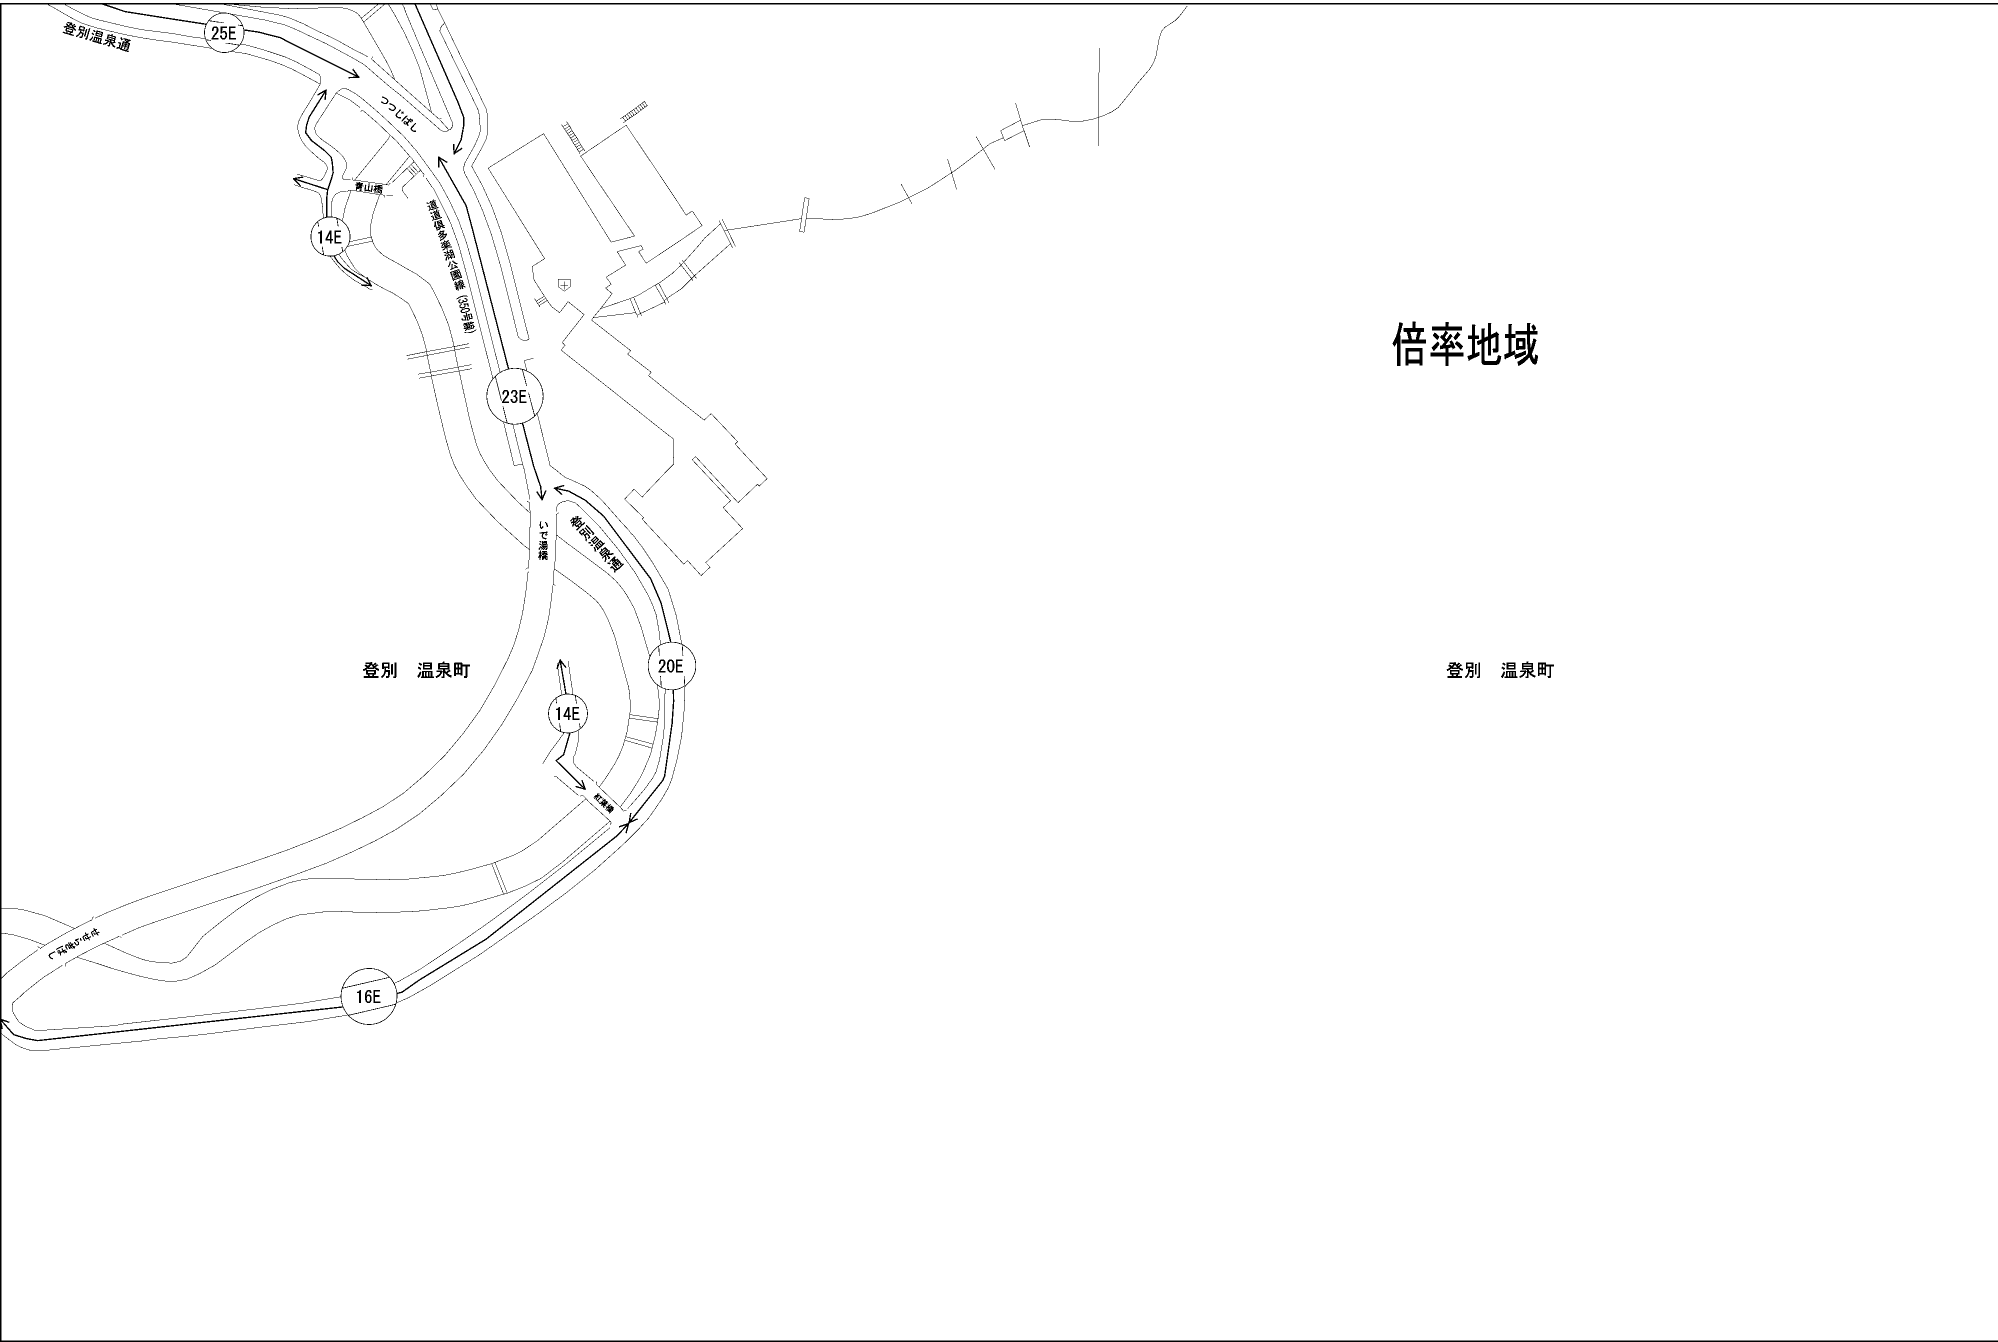 25E
登別温泉通
つつじばし
青山橋
14E
道道倶多楽湖公園線 (350号線)
倍率地域
23E
いで湯橋
登別温泉通
登別　温泉町
20E
登別　温泉町
14E
紅葉橋
16E